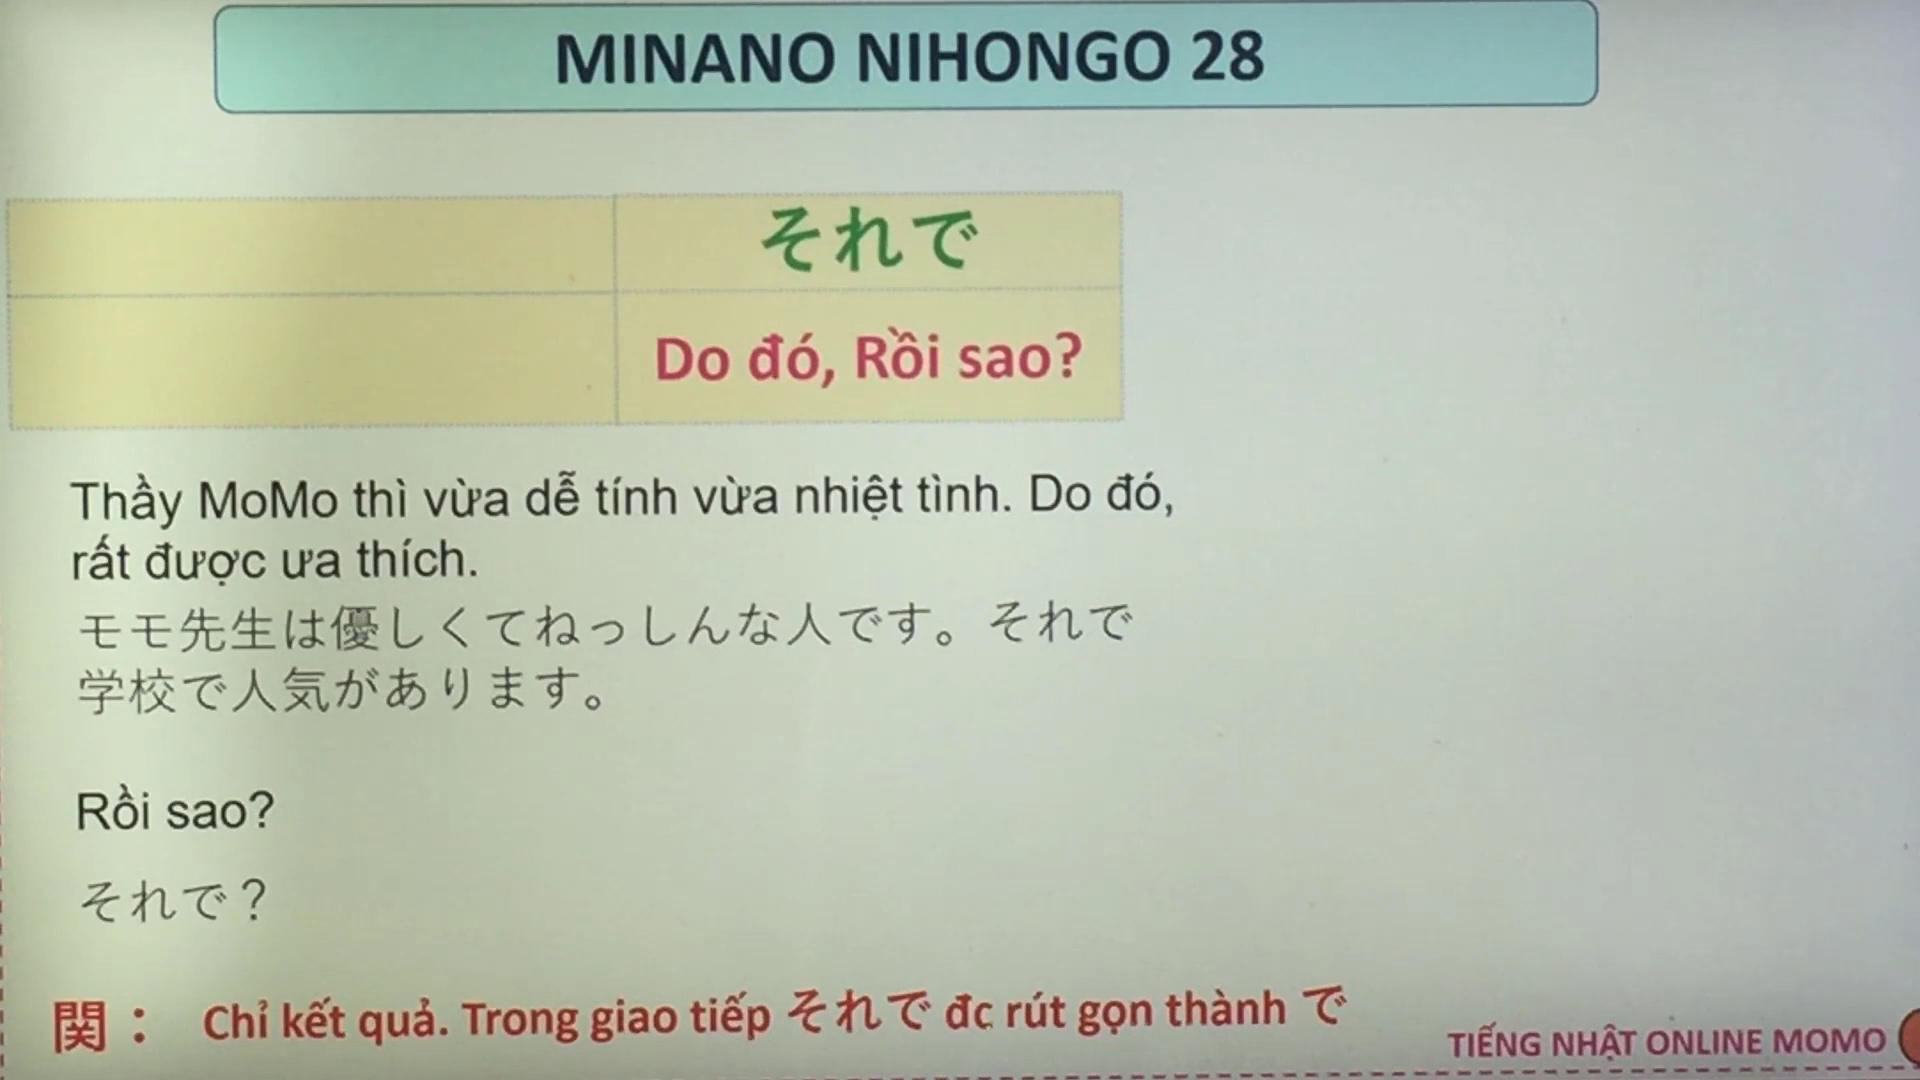 MINANO NIHONGO 28
それで
Do đó, Rồi sao?
Thầy MoMo thì vừa dễ tính vừa nhiệt tình. Do đó,
rất được ưa thích.
モモ先生は優しくてねっしんな人です。それで
学校で人気があります。
Rồi sao?
それで？
関： Chỉ kết quả. Trong giao tiếp それで đc rút gọn thành で
TIẾNG NHẬT ONLINE MOMO